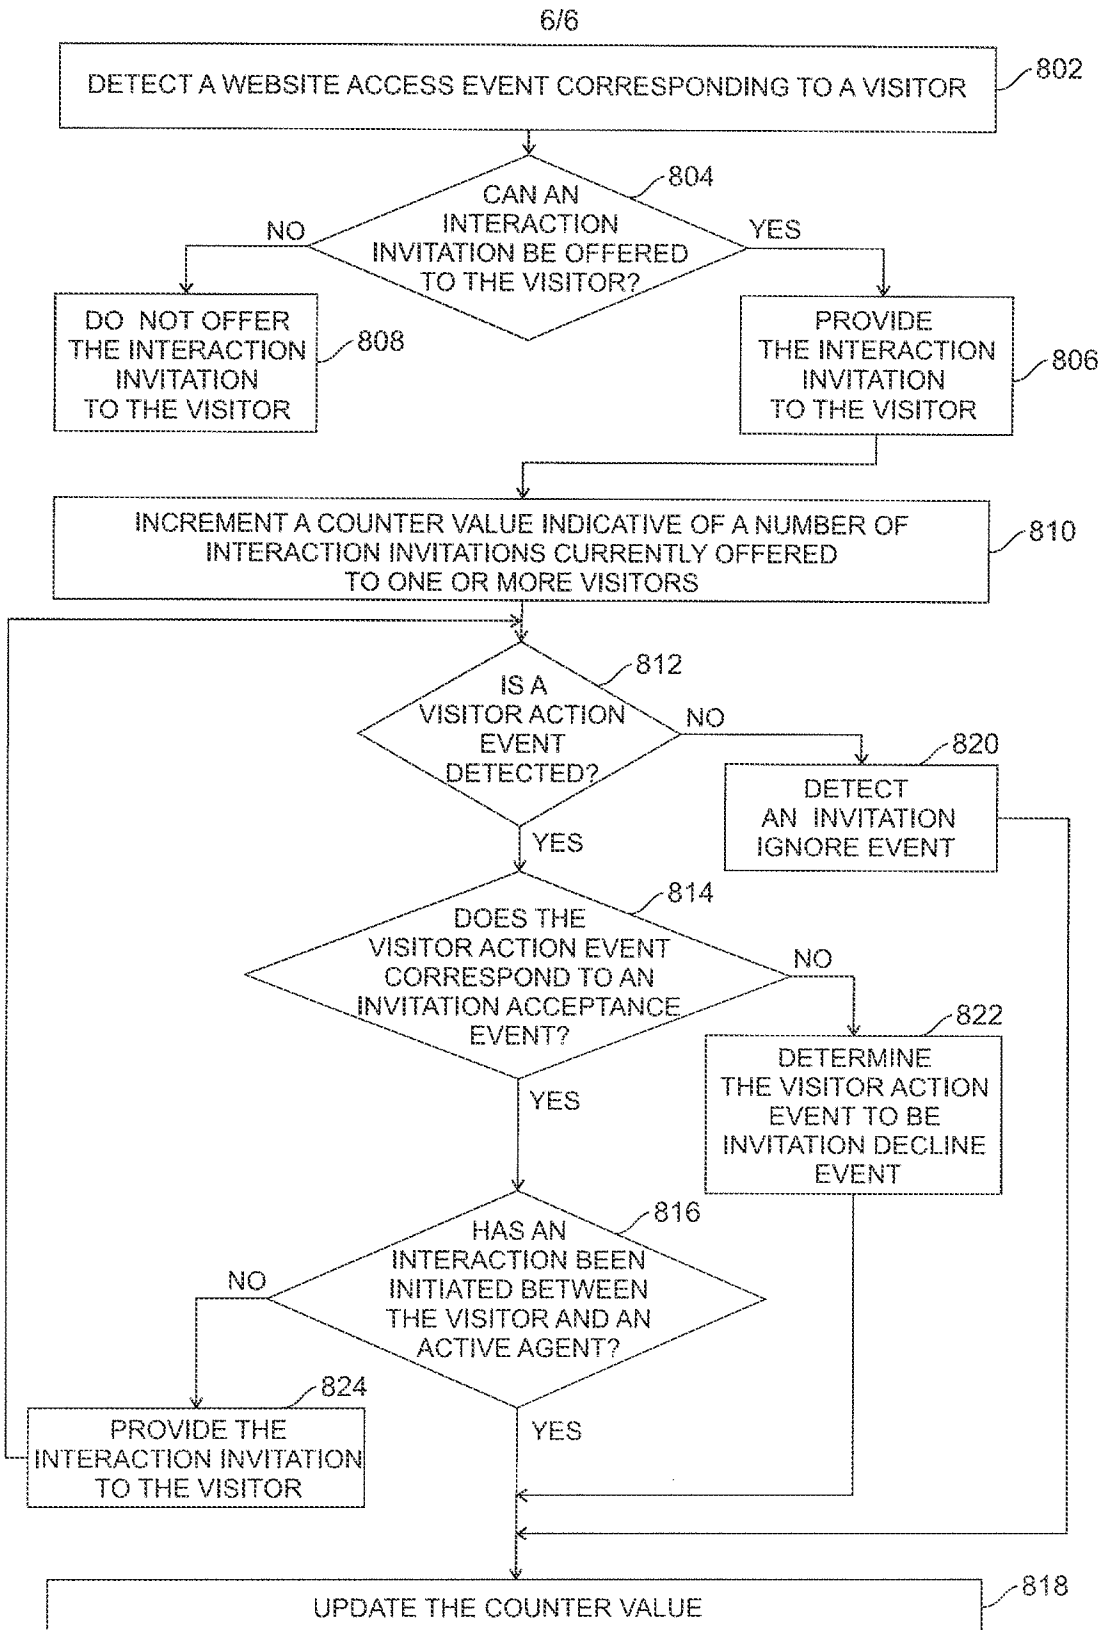 6/6
DETECT A WEBSITE ACCESS EVENT CORRESPONDING TO A VISITOR
802
CAN AN
INTERACTION
INVITATION BE OFFERED
TO THE VISITOR?
804
NO
YES
DO NOT OFFER
THE INTERACTION
INVITATION
TO THE VISITOR
808
PROVIDE
THE INTERACTION
INVITATION
TO THE VISITOR
806
INCREMENT A COUNTER VALUE INDICATIVE OF A NUMBER OF
INTERACTION INVITATIONS CURRENTLY OFFERED
TO ONE OR MORE VISITORS
810
IS A
VISITOR ACTION
EVENT
DETECTED?
812
NO
820
DETECT
AN INVITATION
IGNORE EVENT
YES
DOES THE
VISITOR ACTION EVENT
CORRESPOND TO AN
INVITATION ACCEPTANCE
EVENT?
814
NO
822
DETERMINE
THE VISITOR ACTION
EVENT TO BE
INVITATION DECLINE
EVENT
YES
HAS AN
INTERACTION BEEN
INITIATED BETWEEN
THE VISITOR AND AN
ACTIVE AGENT?
816
NO
824
PROVIDE THE
INTERACTION INVITATION
TO THE VISITOR
YES
UPDATE THE COUNTER VALUE
818